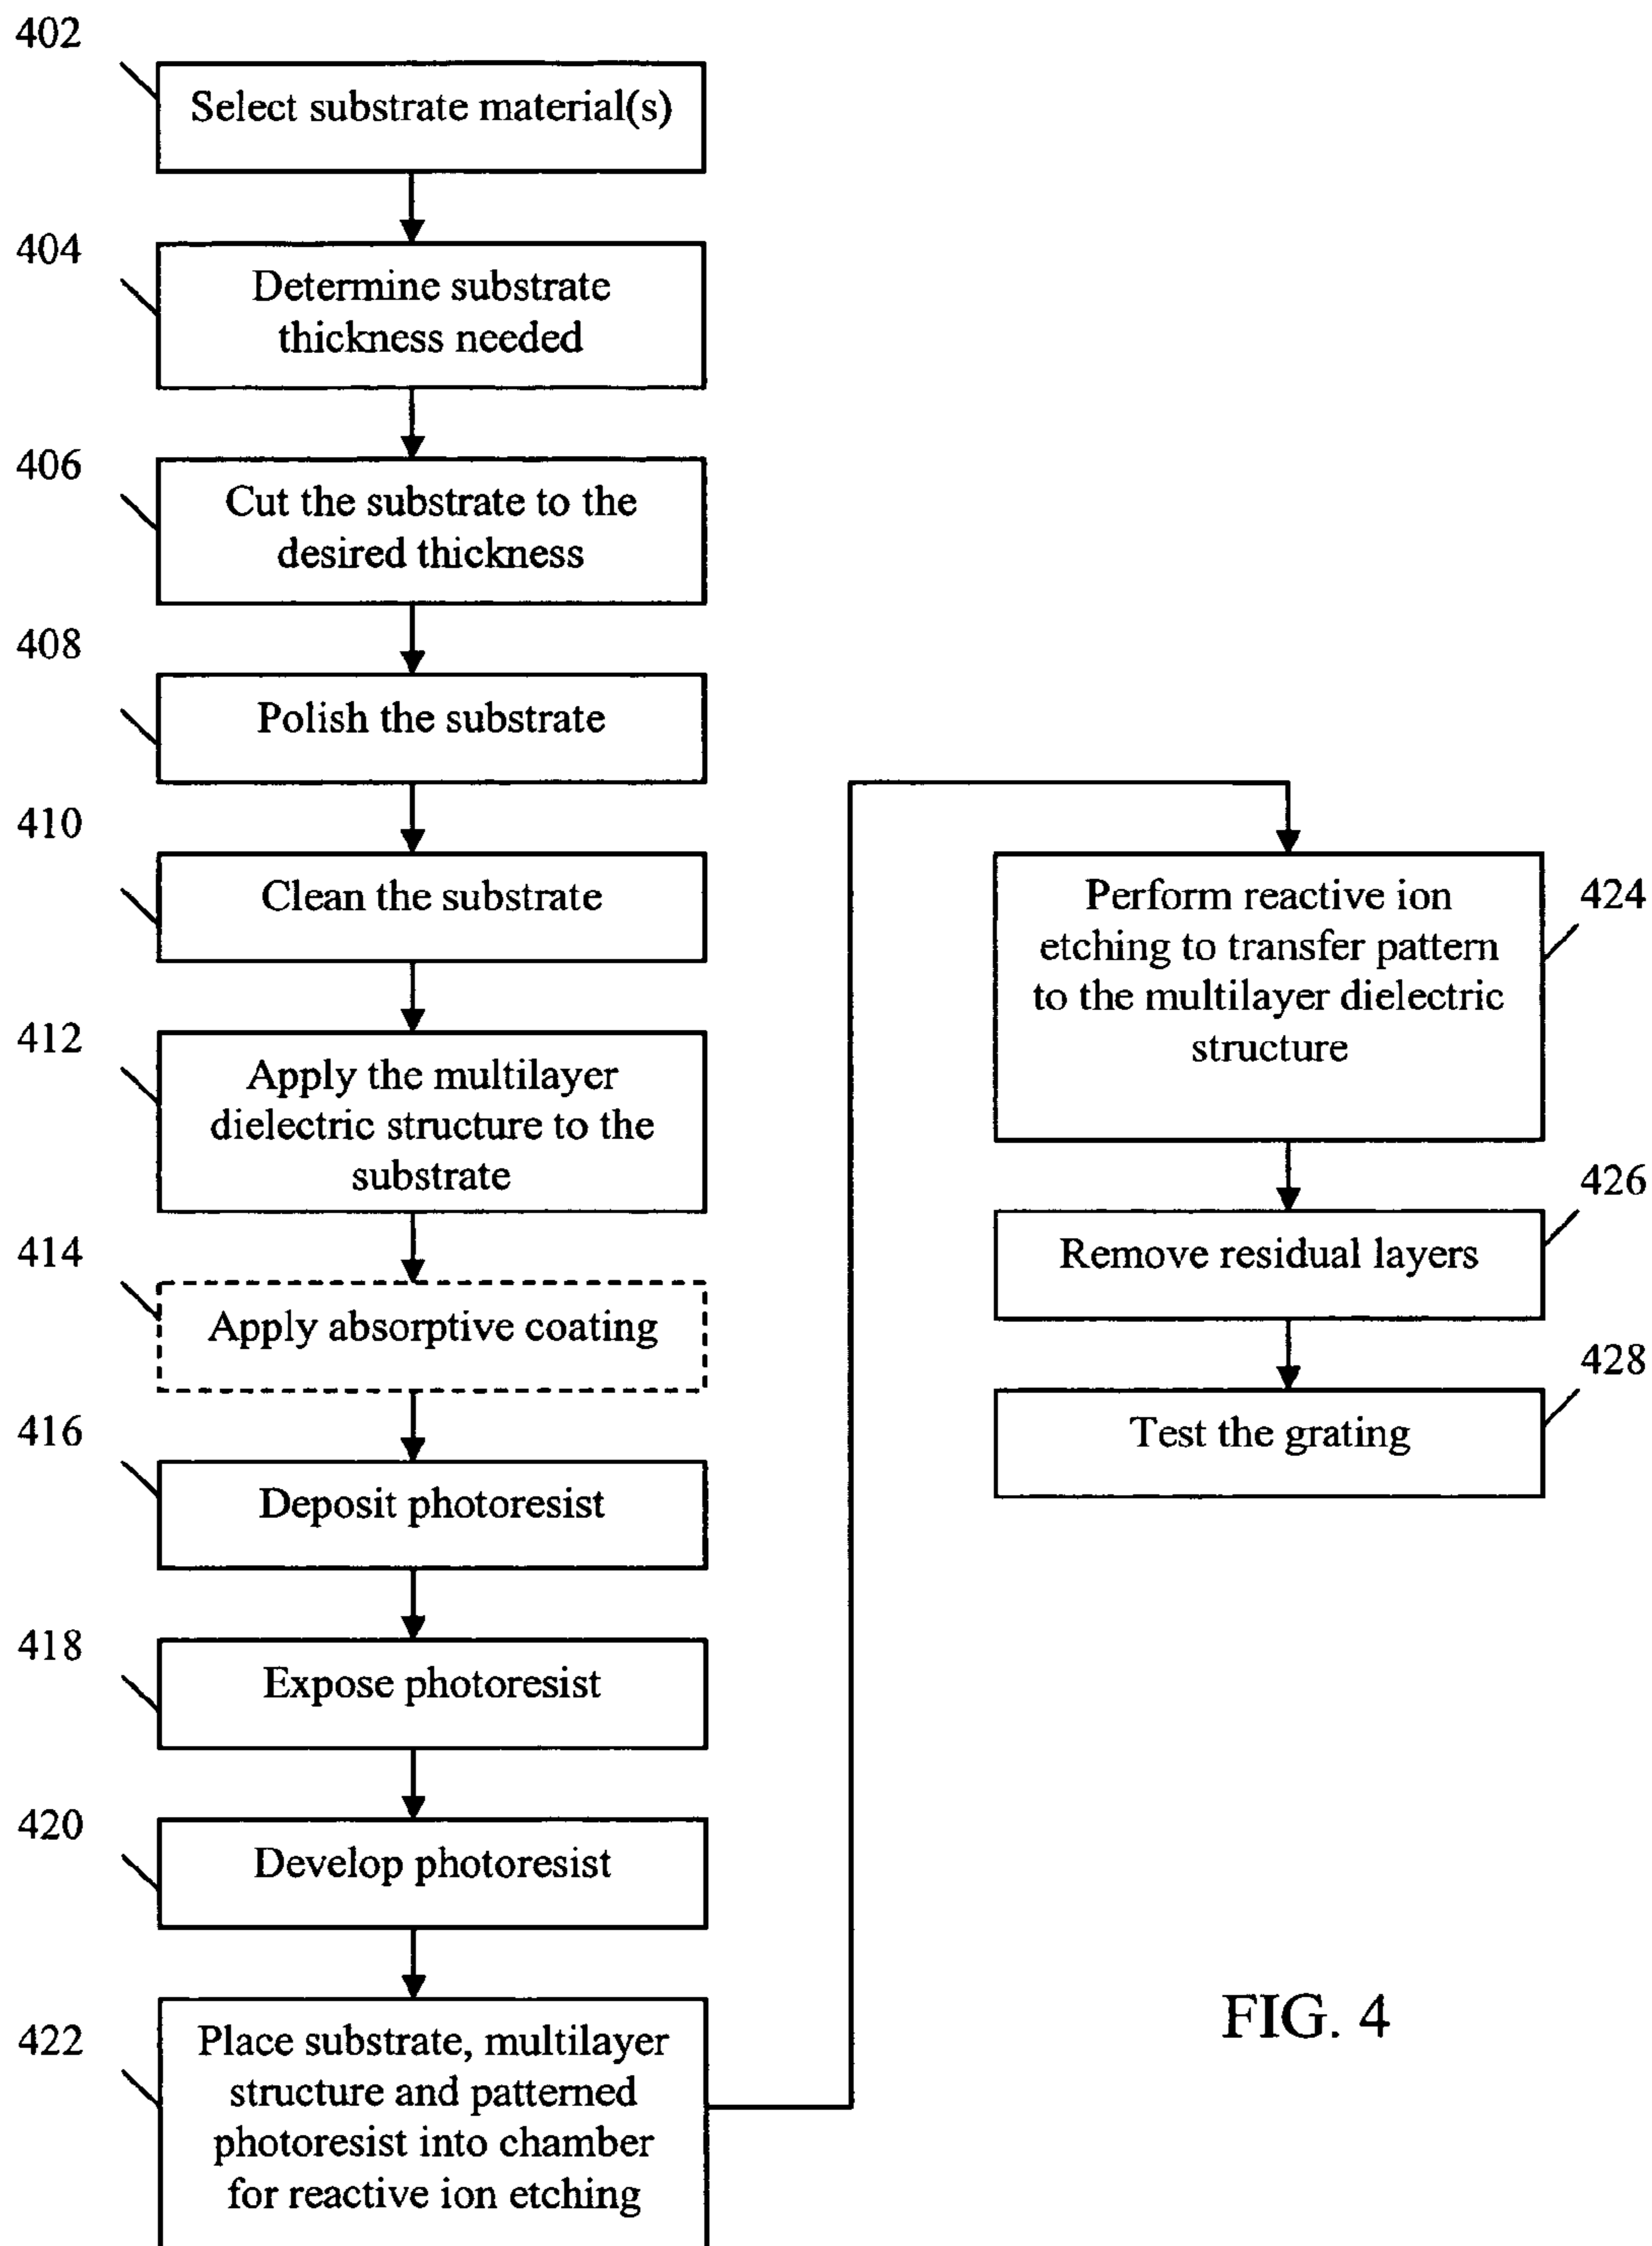 402
Select substrate material(s)
404
Determine substrate
thickness needed
406
Cut the substrate to the
desired thickness
408
Polish the substrate
410
Clean the substrate
412
Apply the multilayer
dielectric structure to the
substrate
414
Apply absorptive coating
416
Deposit photoresist
418
Expose photoresist
420
Develop photoresist
422
Place substrate, multilayer
structure and patterned
photoresist into chamber
for reactive ion etching
424
Perform reactive ion
etching to transfer pattern
to the multilayer dielectric
structure
426
Remove residual layers
428
Test the grating
FIG. 4